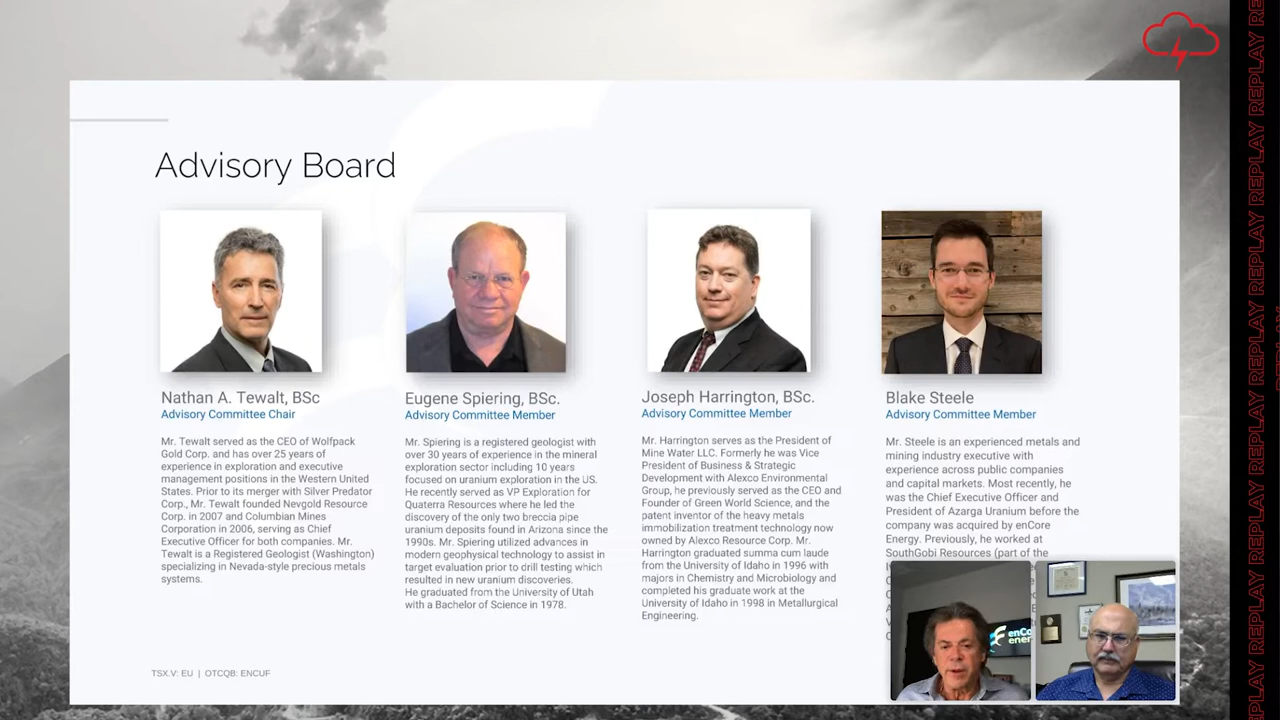 Advisory Board
Nathan A. Tewalt, BSc
Advisory Committee Chair
Mr. Tewalt served as the CEO of Wolfpack
Gold Corp. and has over 25 years of
experience in exploration and executive
management positions in the Western United
States. Prior to its merger with Silver Predator
Corp., Mr. Tewalt founded Nevgold Resource
Corp. in 2007 and Columbian Mines
Corporation in 2006, serving as Chief
Executive Officer for both companies. Mr.
Tewalt is a Registered Geologist (Washington)
specializing in Nevada-style precious metals
systems.
Eugene Spiering, BSc.
Advisory Committee Member
Mr. Spiering is a registered geologist with
over 30 years of experience in the mineral
exploration sector including 10 years
focused on uranium exploration in the US.
He recently served as VP Exploration for
Quaterra Resources where he led the
discovery of the only two breccia pipe
uranium deposits found in Arizona since the
1990s. Mr. Spiering utilized advances in
modern geophysical technology to assist in
target evaluation prior to drill testing which
resulted in new uranium discoveries.
He graduated from the University of Utah
with a Bachelor of Science in 1978.
Joseph Harrington, BSc.
Advisory Committee Member
Mr. Harrington serves as the President of
Mine Water LLC. Formerly he was Vice
President of Business & Strategic
Development with Alexco Environmental
Group, he previously served as the CEO and
Founder of Green World Science, and the
patent inventor of the heavy metals
immobilization treatment technology now
owned by Alexco Resource Corp. Mr.
Harrington graduated summa cum laude
from the University of Idaho in 1996 with
majors in Chemistry and Microbiology and
completed his graduate work at the
University of Idaho in 1998 in Metallurgical
Engineering.
Blake Steele
Advisory Committee Member
Mr. Steele is an experienced metals and
mining industry executive with
experience across public companies
and capital markets. Most recently, he
was the Chief Executive Officer and
President of Azarga Uranium before the
company was acquired by enCore
Energy. Previously, he worked at
SouthGobi Resources (part of the
TSX.V: EU | OTCQB: ENCUF
REPLAY REPLAY REPLAY REPLAY REPLAY REPLAY REPLAY